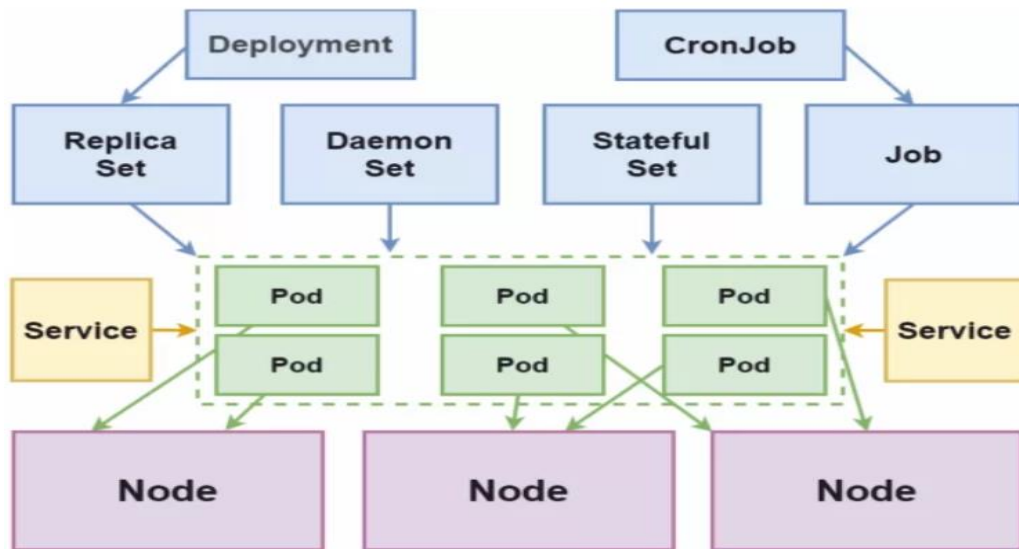 Deployment
CronJob
Replica
Set
Daemon
Set
Stateful
Set
Job
Service
Pod
Pod
Pod
Service
Pod
Pod
Pod
Node
Node
Node